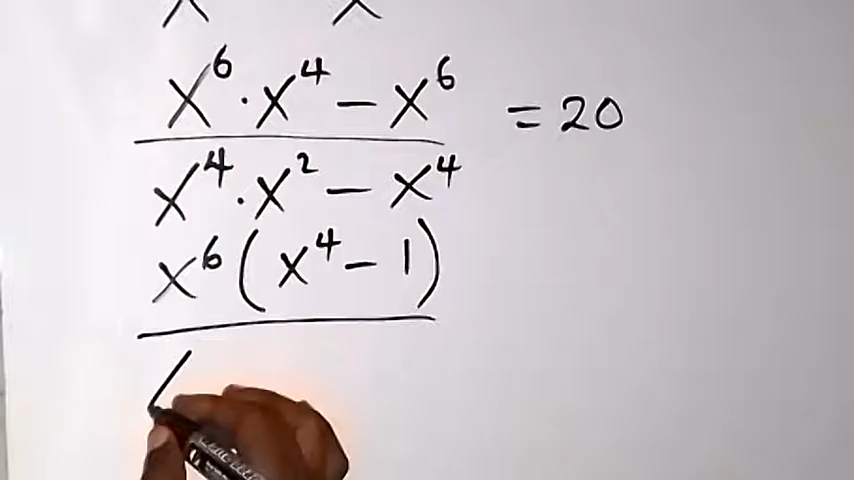 x x
x⁶·x⁴ − x⁶ = 20
x⁴·x² − x⁴
x⁶(x⁴ − 1)